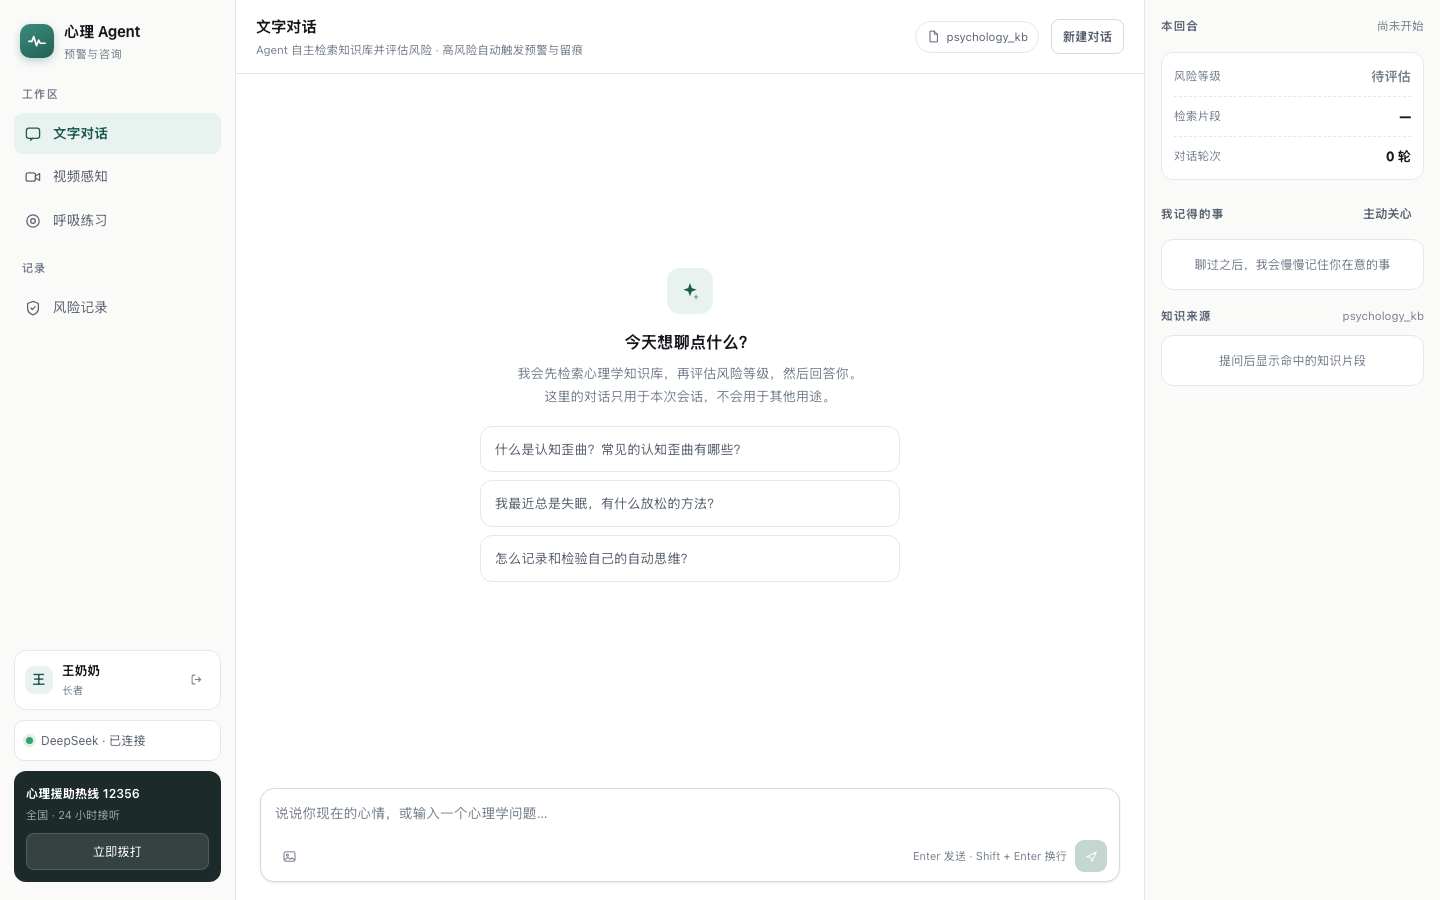 心理 Agent
预警与咨询
工作区
文字对话
视频感知
呼吸练习
记录
风险记录
王
王奶奶
长者
DeepSeek · 已连接
心理援助热线 12356
全国 · 24 小时接听
立即拨打
文字对话
Agent 自主检索知识库并评估风险 · 高风险自动触发预警与留痕
psychology_kb
新建对话
今天想聊点什么？
我会先检索心理学知识库，再评估风险等级，然后回答你。
这里的对话只用于本次会话，不会用于其他用途。
什么是认知歪曲？常见的认知歪曲有哪些？
我最近总是失眠，有什么放松的方法？
怎么记录和检验自己的自动思维？
说说你现在的心情，或输入一个心理学问题…
Enter 发送 · Shift + Enter 换行
本回合 尚未开始
风险等级 待评估
检索片段 —
对话轮次 0 轮
我记得的事 主动关心
聊过之后，我会慢慢记住你在意的事
知识来源 psychology_kb
提问后显示命中的知识片段